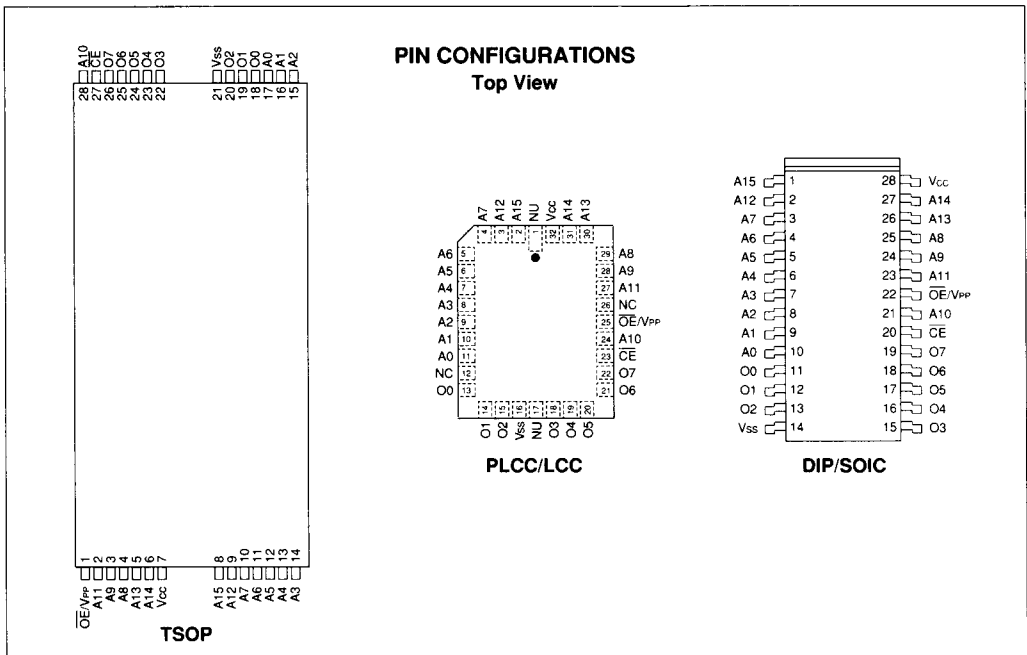 PIN CONFIGURATIONS
Top View
A10 CE O7 O6 O5 O4 O3 Vss O2 O1 O0 A0 A1 A2
28 27 26 25 24 23 22 21 20 19 18 17 16 15
1 2 3 4 5 6 7 8 9 10 11 12 13 14
OE/VPP A11 A9 A8 A13 A14 Vcc A15 A12 A7 A6 A5 A4 A3
TSOP
A7 A12 A15 NU Vcc A14 A13
4 3 2 1 32 31 30
A6 5 29 A8
A5 6 28 A9
A4 7 27 A11
A3 8 26 NC
A2 9 25 OE/VPP
A1 10 24 A10
A0 11 23 CE
NC 12 22 O7
O0 13 21 O6
14 15 16 17 18 19 20
O1 O2 Vss NU O3 O4 O5
PLCC/LCC
A15 1 28 Vcc
A12 2 27 A14
A7 3 26 A13
A6 4 25 A8
A5 5 24 A9
A4 6 23 A11
A3 7 22 OE/VPP
A2 8 21 A10
A1 9 20 CE
A0 10 19 O7
O0 11 18 O6
O1 12 17 O5
O2 13 16 O4
Vss 14 15 O3
DIP/SOIC